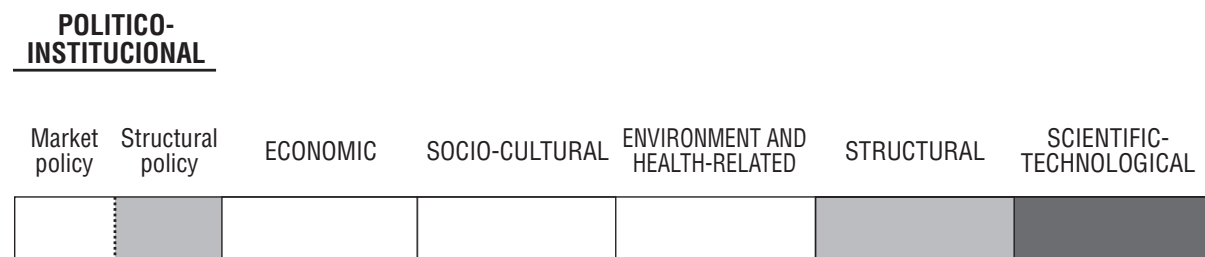 POLITICO-
INSTITUCIONAL
Market
policy
Structural
policy
ECONOMIC
SOCIO-CULTURAL
ENVIRONMENT AND
HEALTH-RELATED
STRUCTURAL
SCIENTIFIC-
TECHNOLOGICAL